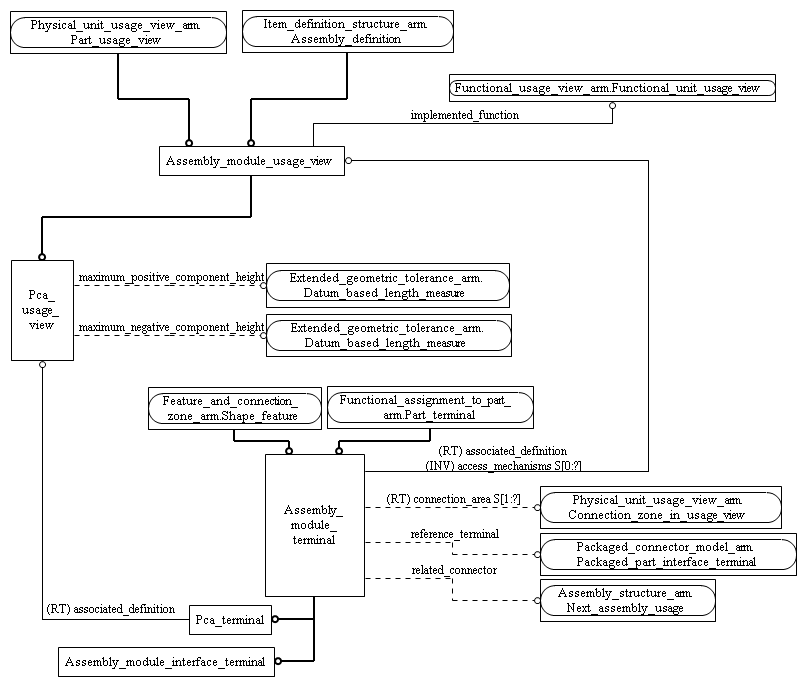 Physical_unit_usage_view_arm.
Part_usage_view
Item_definition_structure_arm.
Assembly_definition
Functional_usage_view_arm.Functional_unit_usage_view
implemented_function
Assembly_module_usage_view
Pca_
usage_
view
maximum_positive_component_height
Extended_geometric_tolerance_arm.
Datum_based_length_measure
maximum_negative_component_height
Extended_geometric_tolerance_arm.
Datum_based_length_measure
Feature_and_connection_
zone_arm.Shape_feature
Functional_assignment_to_part_
arm.Part_terminal
(RT) associated_definition
(INV) access_mechanisms S[0:?]
Assembly_
module_
terminal
(RT) connection_area S[1:?]
Physical_unit_usage_view_arm.
Connection_zone_in_usage_view
reference_terminal
Packaged_connector_model_arm.
Packaged_part_interface_terminal
related_connector
Assembly_structure_arm.
Next_assembly_usage
(RT) associated_definition
Pca_terminal
Assembly_module_interface_terminal